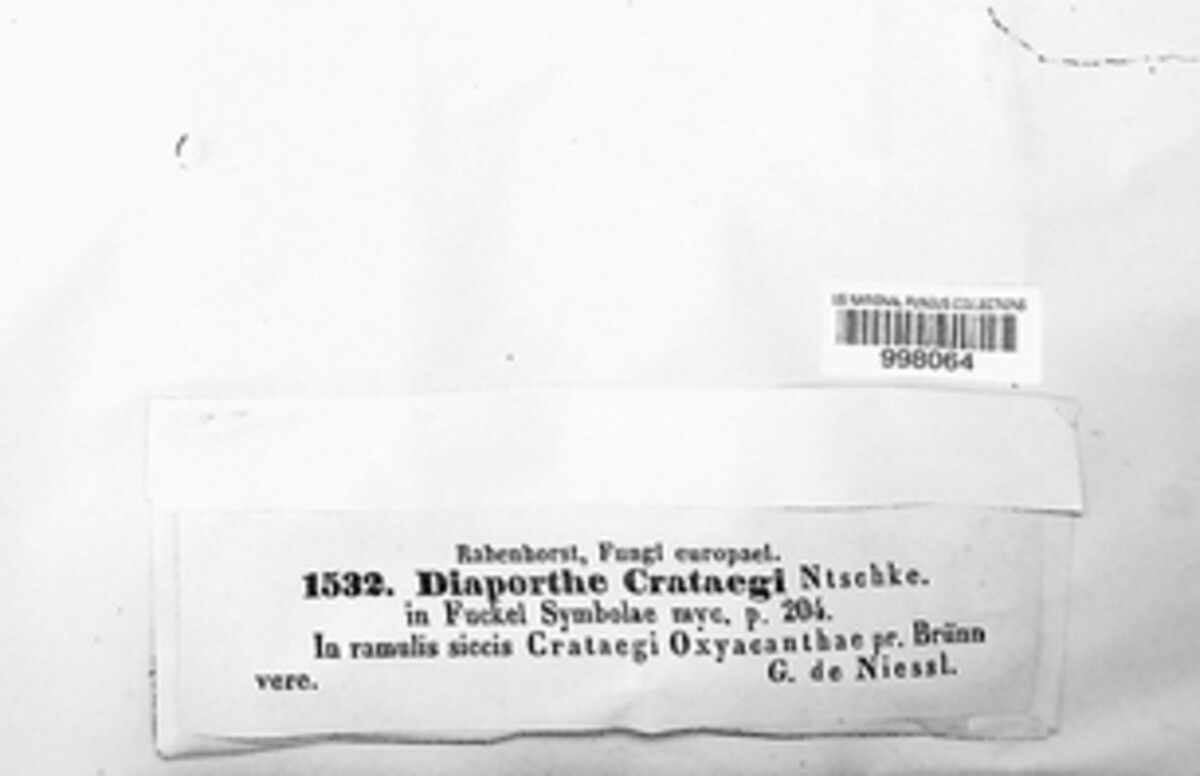 US NATIONAL FUNGUS COLLECTIONS
998064
Rabenhorst, Fungi europaei.
1532. Diaporthe Crataegi Ntschke.
in Fuckel Symbolae myc. p. 204.
In ramulis siccis Crataegi Oxyacanthae pr. Brünn
vere.
G. de Niessl.